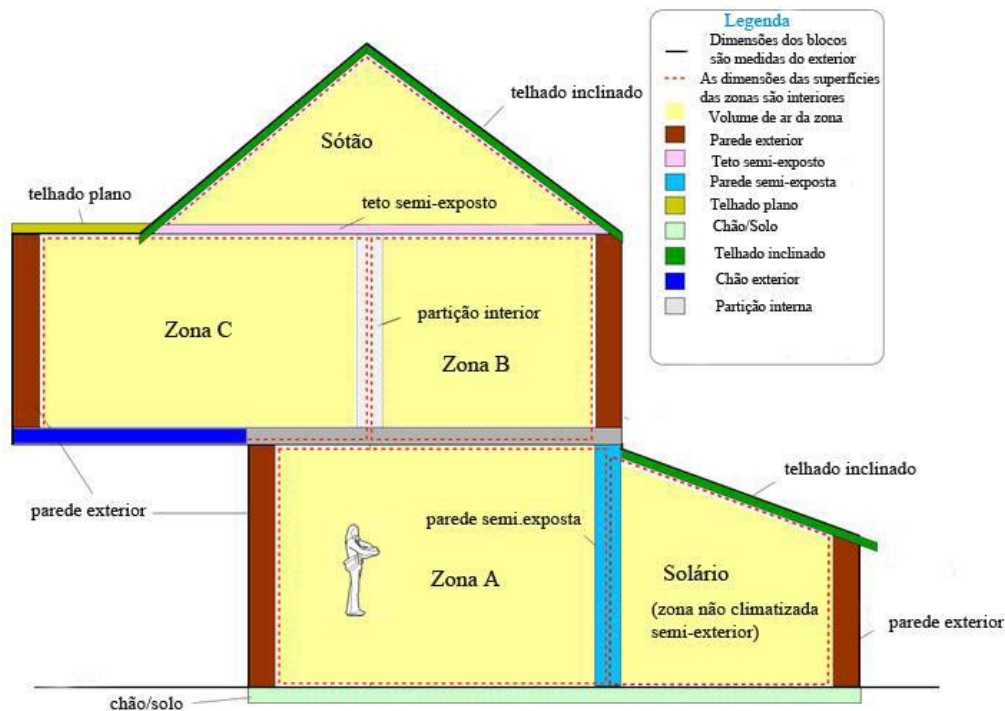 Legenda
Dimensões dos blocos
são medidas do exterior
As dimensões das superfícies
das zonas são interiores
Volume de ar da zona
Parede exterior
Teto semi-exposto
Parede semi-exposta
Telhado plano
Chão/Solo
Telhado inclinado
Chão exterior
Partição interna
telhado inclinado
Sótão
telhado plano
teto semi-exposto
partição interior
Zona C
Zona B
telhado inclinado
parede exterior
parede semi.exposta
Zona A
Solário
(zona não climatizada
semi-exterior)
parede exterior
chão/solo